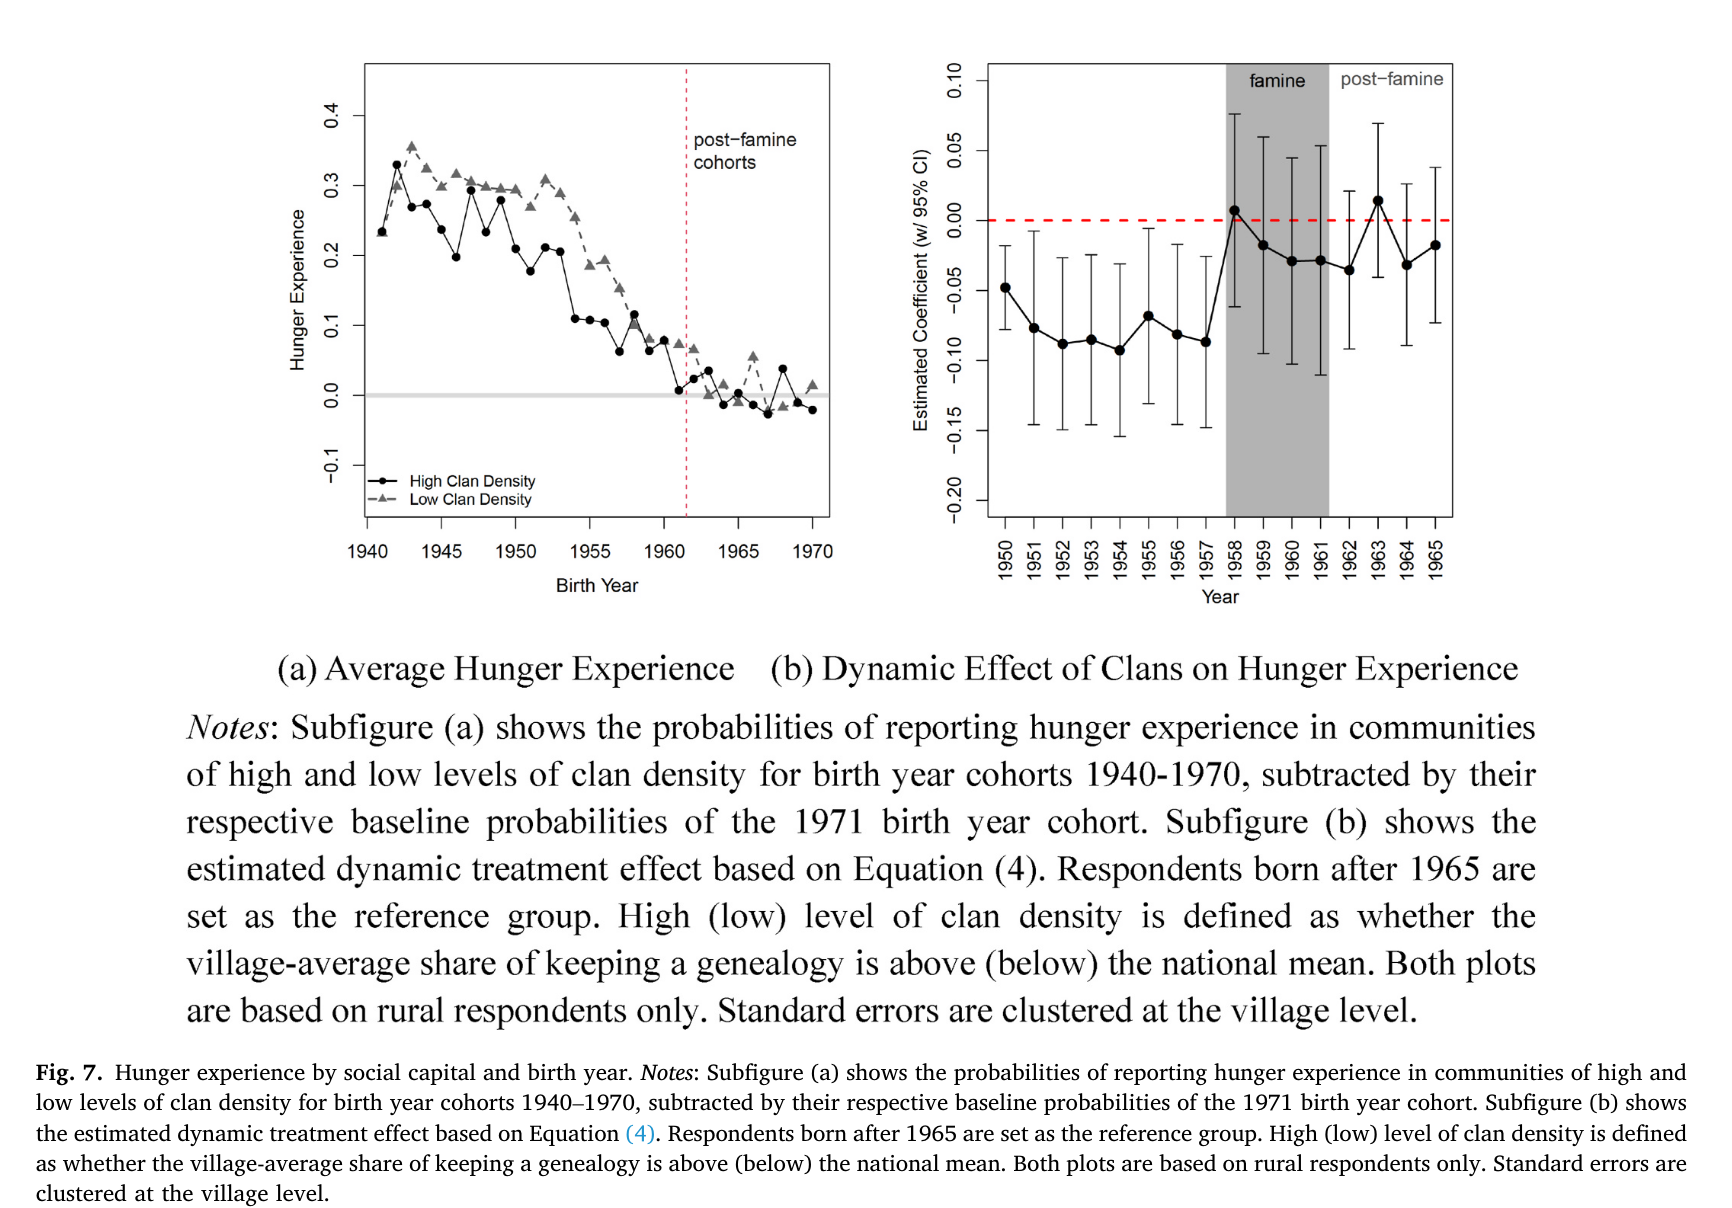 0.4
0.3
0.2
0.1
0.0
−0.1
Hunger Experience
post−famine
cohorts
High Clan Density
Low Clan Density
1940 1945 1950 1955 1960 1965 1970
Birth Year
0.10
0.05
0.00
−0.05
−0.10
−0.15
−0.20
Estimated Coefficient (w/ 95% CI)
famine
post−famine
1950 1951 1952 1953 1954 1955 1956 1957 1958 1959 1960 1961 1962 1963 1964 1965
Year
(a) Average Hunger Experience
(b) Dynamic Effect of Clans on Hunger Experience
Notes: Subfigure (a) shows the probabilities of reporting hunger experience in communities
of high and low levels of clan density for birth year cohorts 1940-1970, subtracted by their
respective baseline probabilities of the 1971 birth year cohort. Subfigure (b) shows the
estimated dynamic treatment effect based on Equation (4). Respondents born after 1965 are
set as the reference group. High (low) level of clan density is defined as whether the
village-average share of keeping a genealogy is above (below) the national mean. Both plots
are based on rural respondents only. Standard errors are clustered at the village level.
Fig. 7. Hunger experience by social capital and birth year. Notes: Subfigure (a) shows the probabilities of reporting hunger experience in communities of high and
low levels of clan density for birth year cohorts 1940–1970, subtracted by their respective baseline probabilities of the 1971 birth year cohort. Subfigure (b) shows
the estimated dynamic treatment effect based on Equation (4). Respondents born after 1965 are set as the reference group. High (low) level of clan density is defined
as whether the village-average share of keeping a genealogy is above (below) the national mean. Both plots are based on rural respondents only. Standard errors are
clustered at the village level.